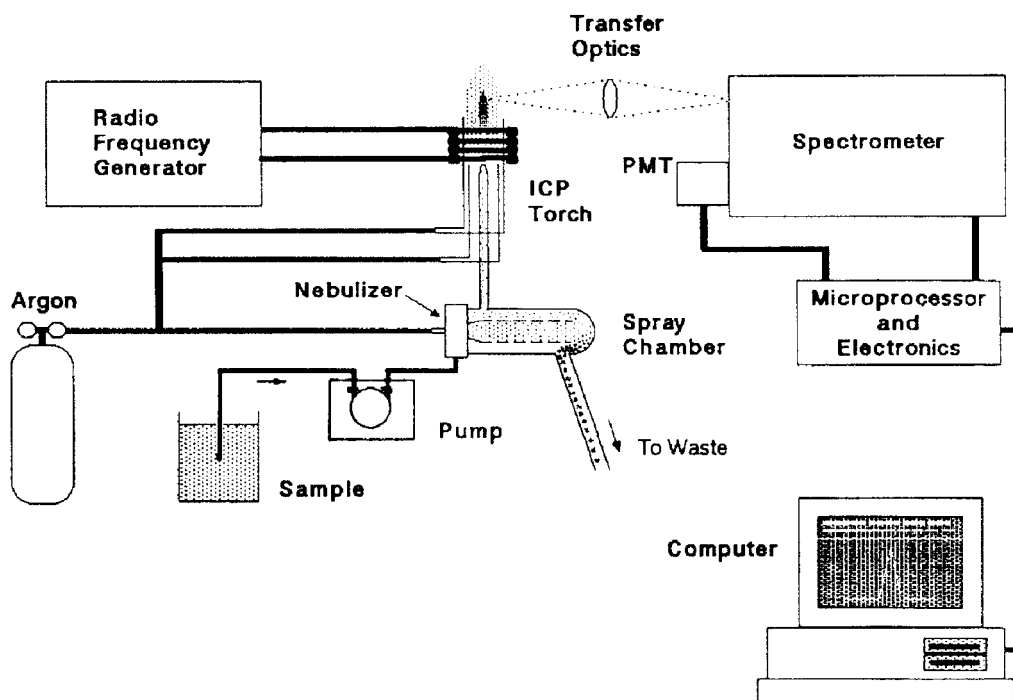 Transfer
Optics
Radio
Frequency
Generator
Spectrometer
PMT
ICP
Torch
Nebulizer
Argon
Microprocessor
and
Electronics
Spray
Chamber
Pump
To Waste
Sample
Computer